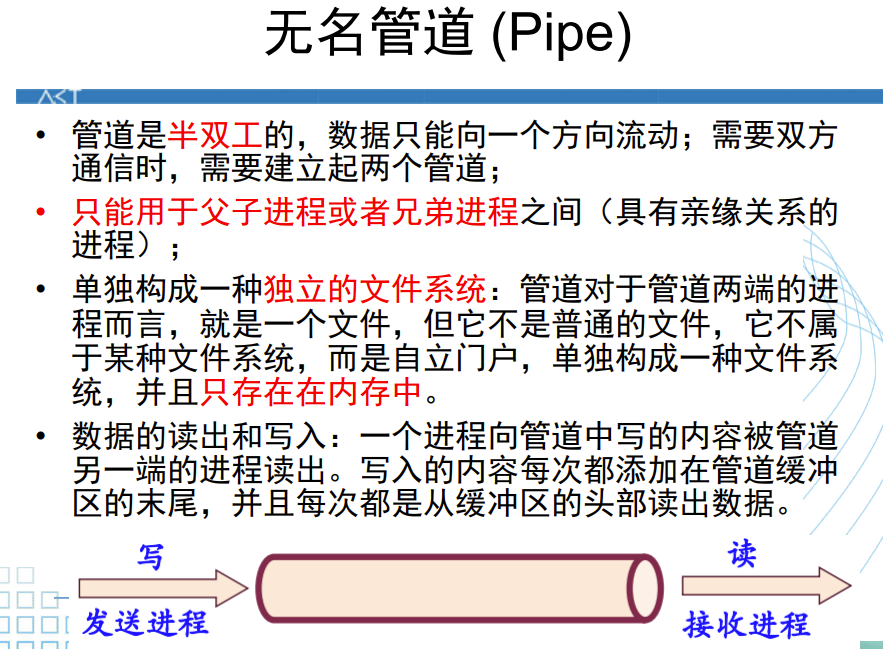 无名管道 (Pipe)
• 管道是半双工的，数据只能向一个方向流动；需要双方
通信时，需要建立起两个管道；
• 只能用于父子进程或者兄弟进程之间（具有亲缘关系的
进程）；
• 单独构成一种独立的文件系统：管道对于管道两端的进
程而言，就是一个文件，但它不是普通的文件，它不属
于某种文件系统，而是自立门户，单独构成一种文件系
统，并且只存在在内存中。
• 数据的读出和写入：一个进程向管道中写的内容被管道
另一端的进程读出。写入的内容每次都添加在管道缓冲
区的末尾，并且每次都是从缓冲区的头部读出数据。
写
读
发送进程
接收进程